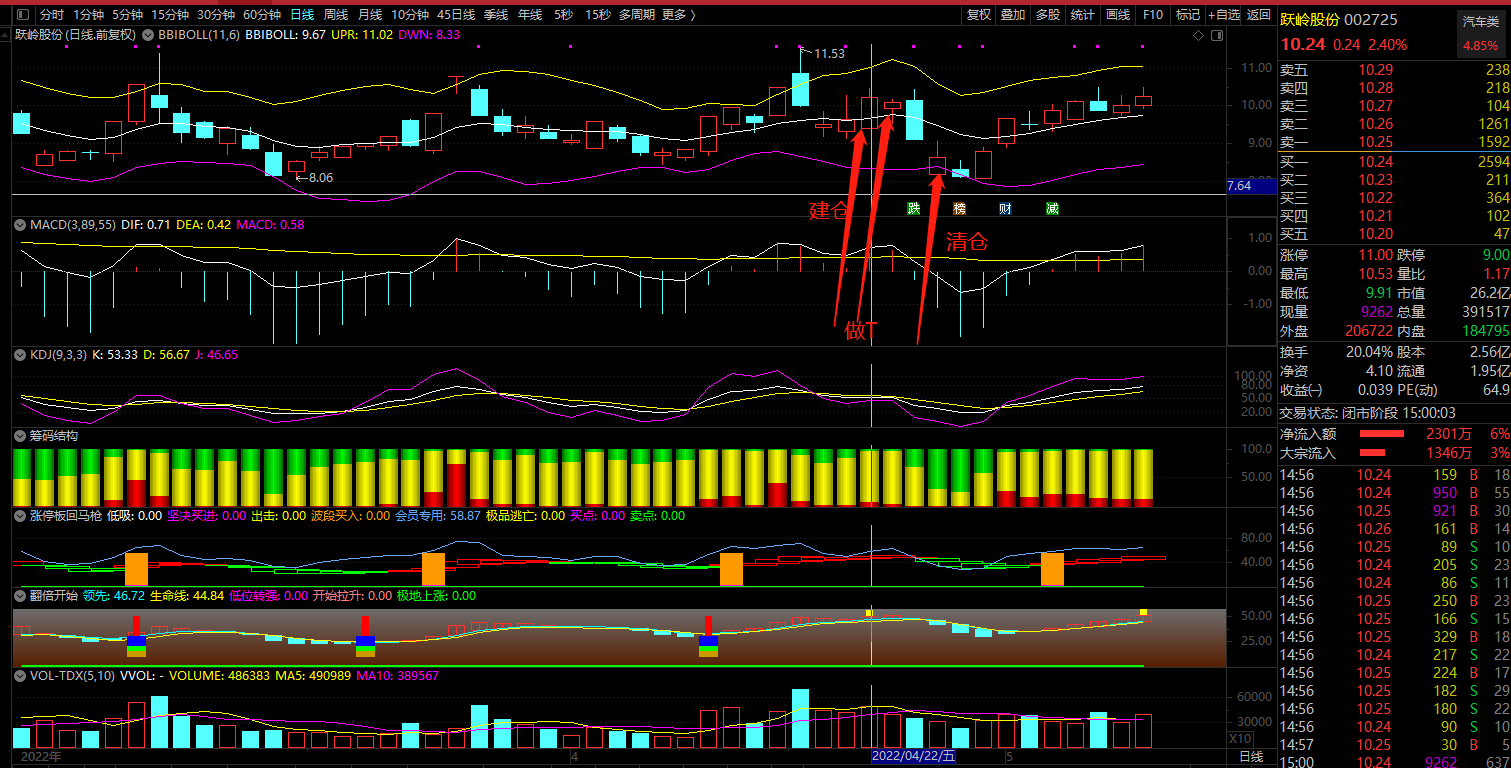 分时 1分钟 5分钟 15分钟 30分钟 60分钟 日线 周线 月线 10分钟 45日线 季线 年线 5秒 15秒 多周期 更多 〉
复权 叠加 多股 统计 画线 F10 标记 +自选 返回
跃岭股份 (日线,前复权) BBIBOLL(11,6) BBIBOLL: 9.67 UPR: 11.02 DWN: 8.33
11.53
11.00
10.00
9.00
←8.06
7.64
建仓
跌 榜 财 减
清仓
做T
MACD(3,89,55) DIF: 0.71 DEA: 0.42 MACD: 0.58
1.00
0.00
-1.00
KDJ(9,3,3) K: 53.33 D: 56.67 J: 46.65
100.00
80.00
50.00
20.00
筹码结构
100.0
50.00
涨停板回马枪 低吸: 0.00 坚决买进: 0.00 出击: 0.00 波段买入: 0.00 会员专用: 58.87 极品逃亡: 0.00 买点: 0.00 卖点: 0.00
80.00
40.00
翻倍开始 领先: 46.72 生命线: 44.84 低位转强: 0.00 开始拉升: 0.00 极地上涨: 0.00
50.00
25.00
VOL-TDX(5,10) VVOL: - VOLUME: 486383 MA5: 490989 MA10: 389567
60000
30000
X10
2022年 4 2022/04/22/五 5 日线
跃岭股份 002725
汽车类
10.24 0.24 2.40% 4.85%
卖五 10.29 238
卖四 10.28 218
卖三 10.27 104
卖二 10.26 1261
卖一 10.25 1592
买一 10.24 2594
买二 10.23 211
买三 10.22 364
买四 10.21 102
买五 10.20 47
涨停 11.00 跌停 9.00
最高 10.53 量比 1.17
最低 9.91 市值 26.2亿
现量 9262 总量 391517
外盘 206722 内盘 184795
换手 20.04% 股本 2.56亿
净资 4.10 流通 1.95亿
收益㈠ 0.039 PE(动) 64.9
交易状态: 闭市阶段 15:00:03
净流入额 2301万 6%
大宗流入 1346万 3%
14:56 10.24 159 B 18
14:56 10.24 950 B 55
14:56 10.25 921 B 30
14:56 10.26 161 B 14
14:56 10.25 89 S 10
14:56 10.24 205 S 23
14:56 10.24 86 S 11
14:56 10.25 250 B 23
14:56 10.25 166 S 15
14:56 10.25 329 B 18
14:56 10.24 217 S 22
14:56 10.25 224 B 17
14:56 10.25 182 S 29
14:56 10.25 180 S 22
14:56 10.24 90 S 10
14:57 10.25 30 B 5
15:00 10.24 9262 637